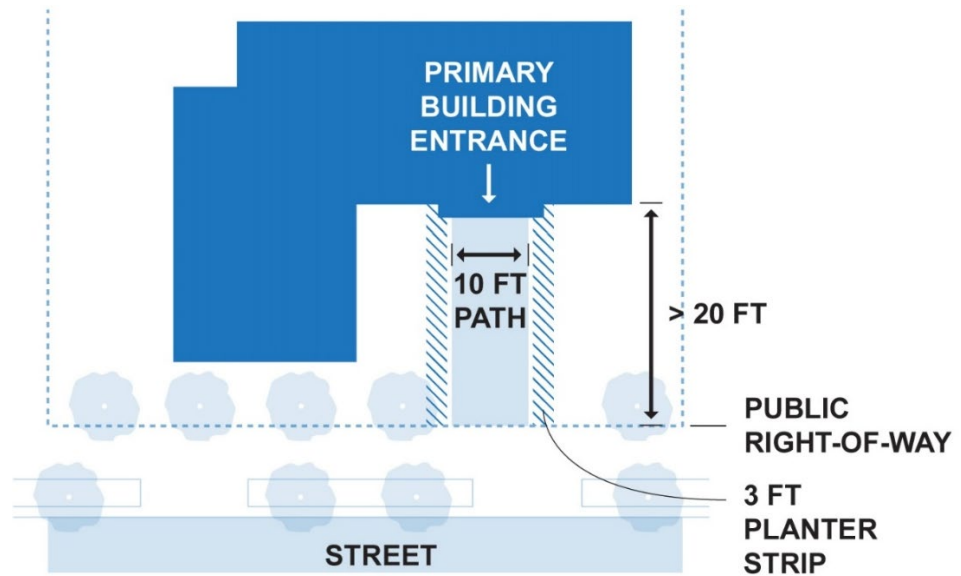 PRIMARY
BUILDING
ENTRANCE
10 FT
PATH
> 20 FT
PUBLIC
RIGHT-OF-WAY
3 FT
PLANTER
STRIP
STREET